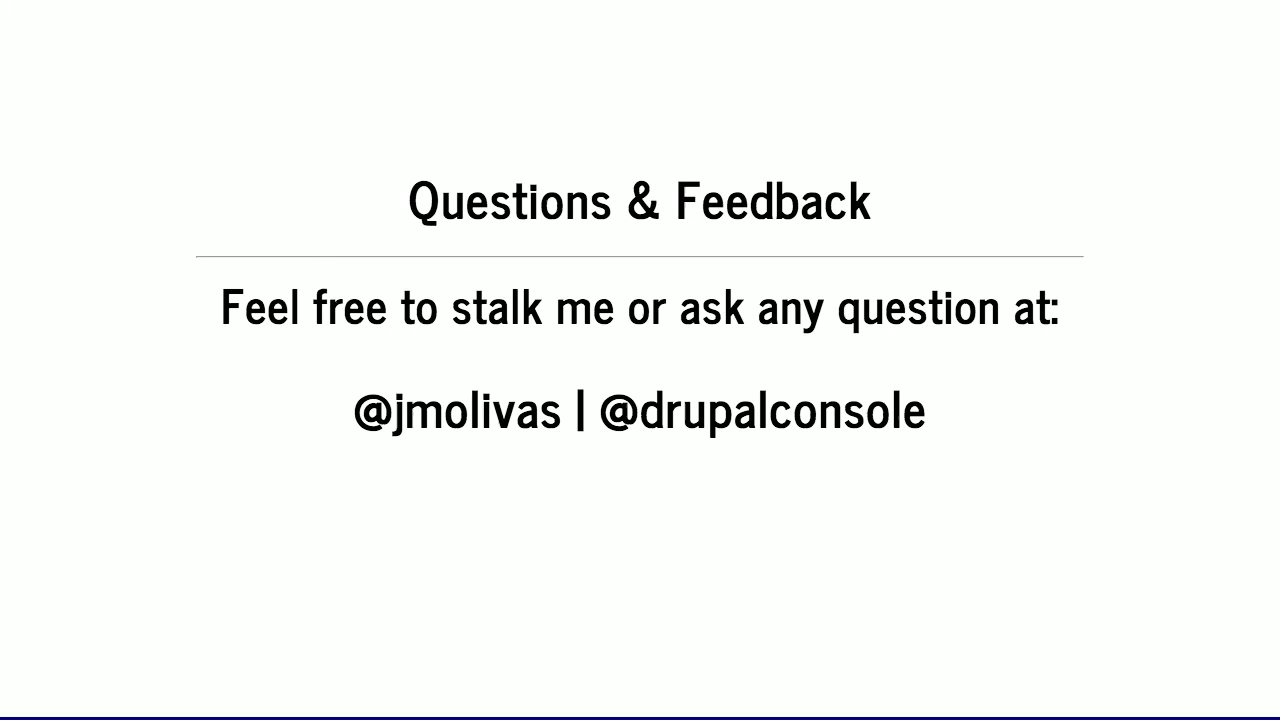 Questions & Feedback
Feel free to stalk me or ask any question at:
@jmolivas | @drupalconsole